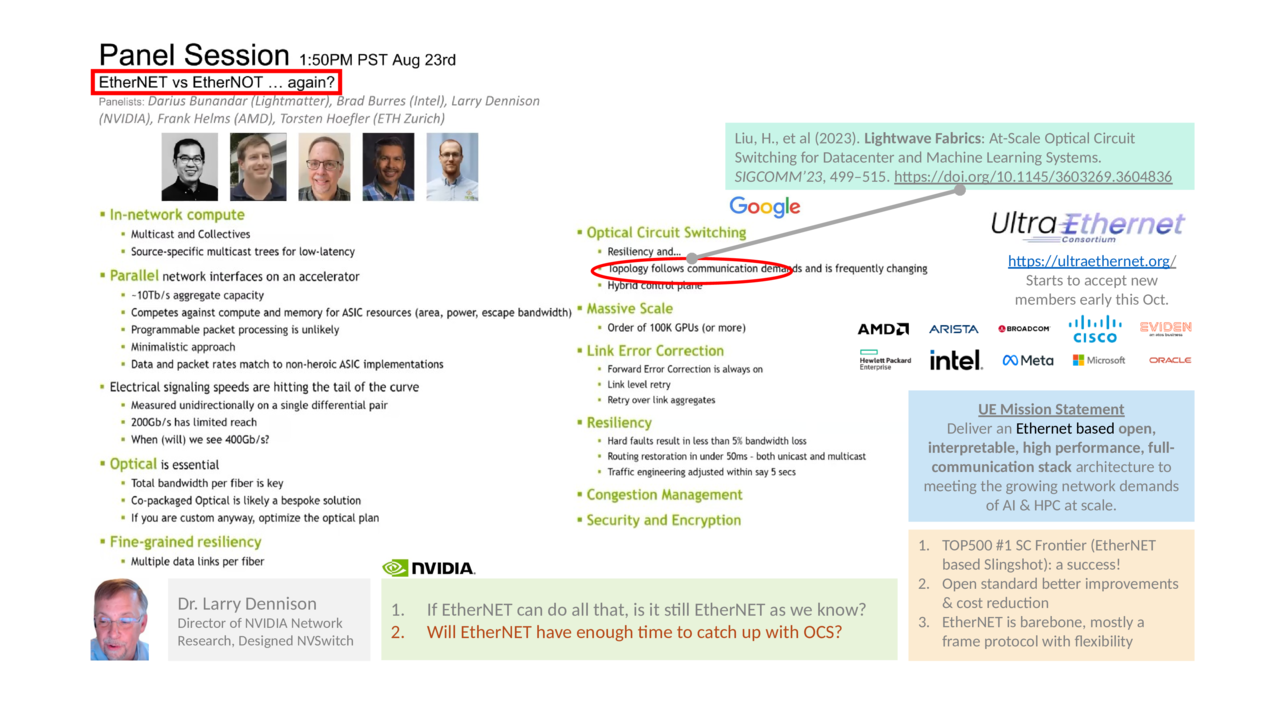 Panel Session 1:50PM PST Aug 23rd
EtherNET vs EtherNOT ... again?
Panelists: Darius Bunandar (Lightmatter), Brad Burres (Intel), Larry Dennison
(NVIDIA), Frank Helms (AMD), Torsten Hoefler (ETH Zurich)
▪ In-network compute
▪ Multicast and Collectives
▪ Source-specific multicast trees for low-latency
▪ Parallel network interfaces on an accelerator
▪ ~10Tb/s aggregate capacity
▪ Competes against compute and memory for ASIC resources (area, power, escape bandwidth)
▪ Programmable packet processing is unlikely
▪ Minimalistic approach
▪ Data and packet rates match to non-heroic ASIC implementations
▪ Electrical signaling speeds are hitting the tail of the curve
▪ Measured unidirectionally on a single differential pair
▪ 200Gb/s has limited reach
▪ When (will) we see 400Gb/s?
▪ Optical is essential
▪ Total bandwidth per fiber is key
▪ Co-packaged Optical is likely a bespoke solution
▪ If you are custom anyway, optimize the optical plan
▪ Fine-grained resiliency
▪ Multiple data links per fiber
Dr. Larry Dennison
Director of NVIDIA Network
Research, Designed NVSwitch
Google
▪ Optical Circuit Switching
▪ Resiliency and...
▪ Topology follows communication demands and is frequently changing
▪ Hybrid control plane
▪ Massive Scale
▪ Order of 100K GPUs (or more)
▪ Link Error Correction
▪ Forward Error Correction is always on
▪ Link level retry
▪ Retry over link aggregates
▪ Resiliency
▪ Hard faults result in less than 5% bandwidth loss
▪ Routing restoration in under 50ms - both unicast and multicast
▪ Traffic engineering adjusted within say 5 secs
▪ Congestion Management
▪ Security and Encryption
NVIDIA.
1. If EtherNET can do all that, is it still EtherNET as we know?
2. Will EtherNET have enough time to catch up with OCS?
Liu, H., et al (2023). Lightwave Fabrics: At-Scale Optical Circuit
Switching for Datacenter and Machine Learning Systems.
SIGCOMM'23, 499–515. https://doi.org/10.1145/3603269.3604836
Ultra Ethernet
Consortium
https://ultraethernet.org/
Starts to accept new
members early this Oct.
AMD ARISTA BROADCOM CISCO EVIDEN
Hewlett Packard
Enterprise
intel. Meta Microsoft ORACLE
UE Mission Statement
Deliver an Ethernet based open,
interpretable, high performance, full-
communication stack architecture to
meeting the growing network demands
of AI & HPC at scale.
1. TOP500 #1 SC Frontier (EtherNET
based Slingshot): a success!
2. Open standard better improvements
& cost reduction
3. EtherNET is barebone, mostly a
frame protocol with flexibility